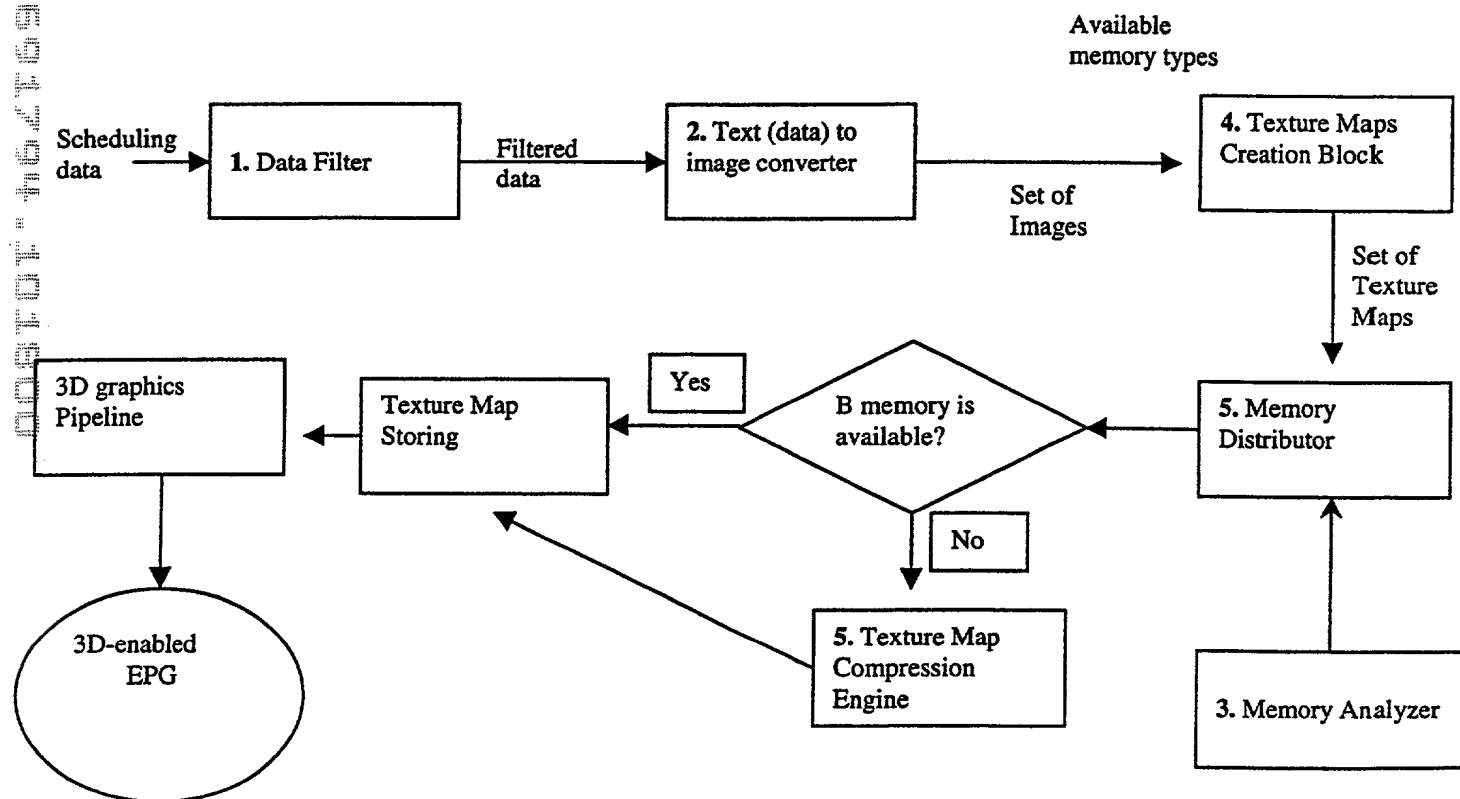 Available
memory types
Scheduling
data
1. Data Filter
Filtered
data
2. Text (data) to
image converter
Set of
Images
4. Texture Maps
Creation Block
Set of
Texture
Maps
3D graphics
Pipeline
Texture Map
Storing
Yes
B memory is
available?
5. Memory
Distributor
No
3D-enabled
EPG
5. Texture Map
Compression
Engine
3. Memory Analyzer